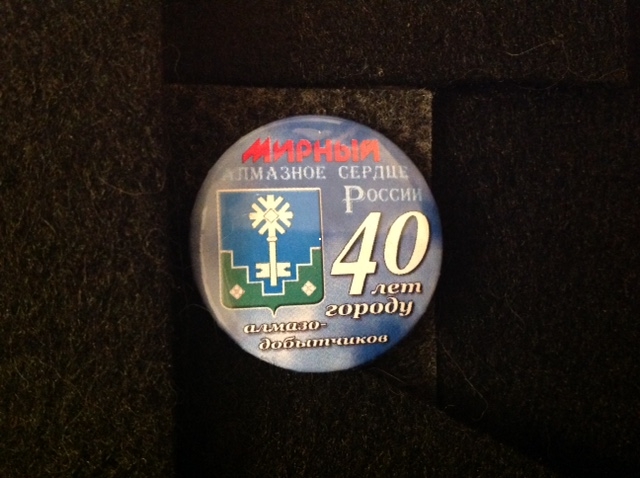 Мирный
алмазное сердце
России
40
лет
городу
алмазо-
добытчиков